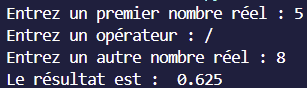 Entrez un premier nombre réel : 5
Entrez un opérateur : /
Entrez un autre nombre réel : 8
Le résultat est :  0.625